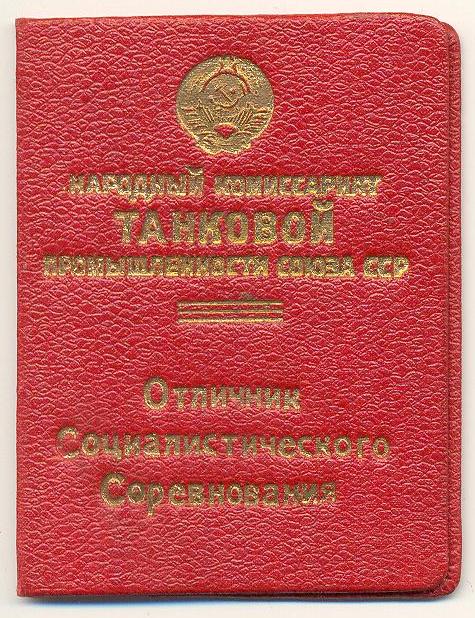 НАРОДНЫЙ КОМИССАРИАТ
ТАНКОВОЙ
ПРОМЫШЛЕННОСТИ СОЮЗА ССР
Отличник
Социалистического
Соревнования